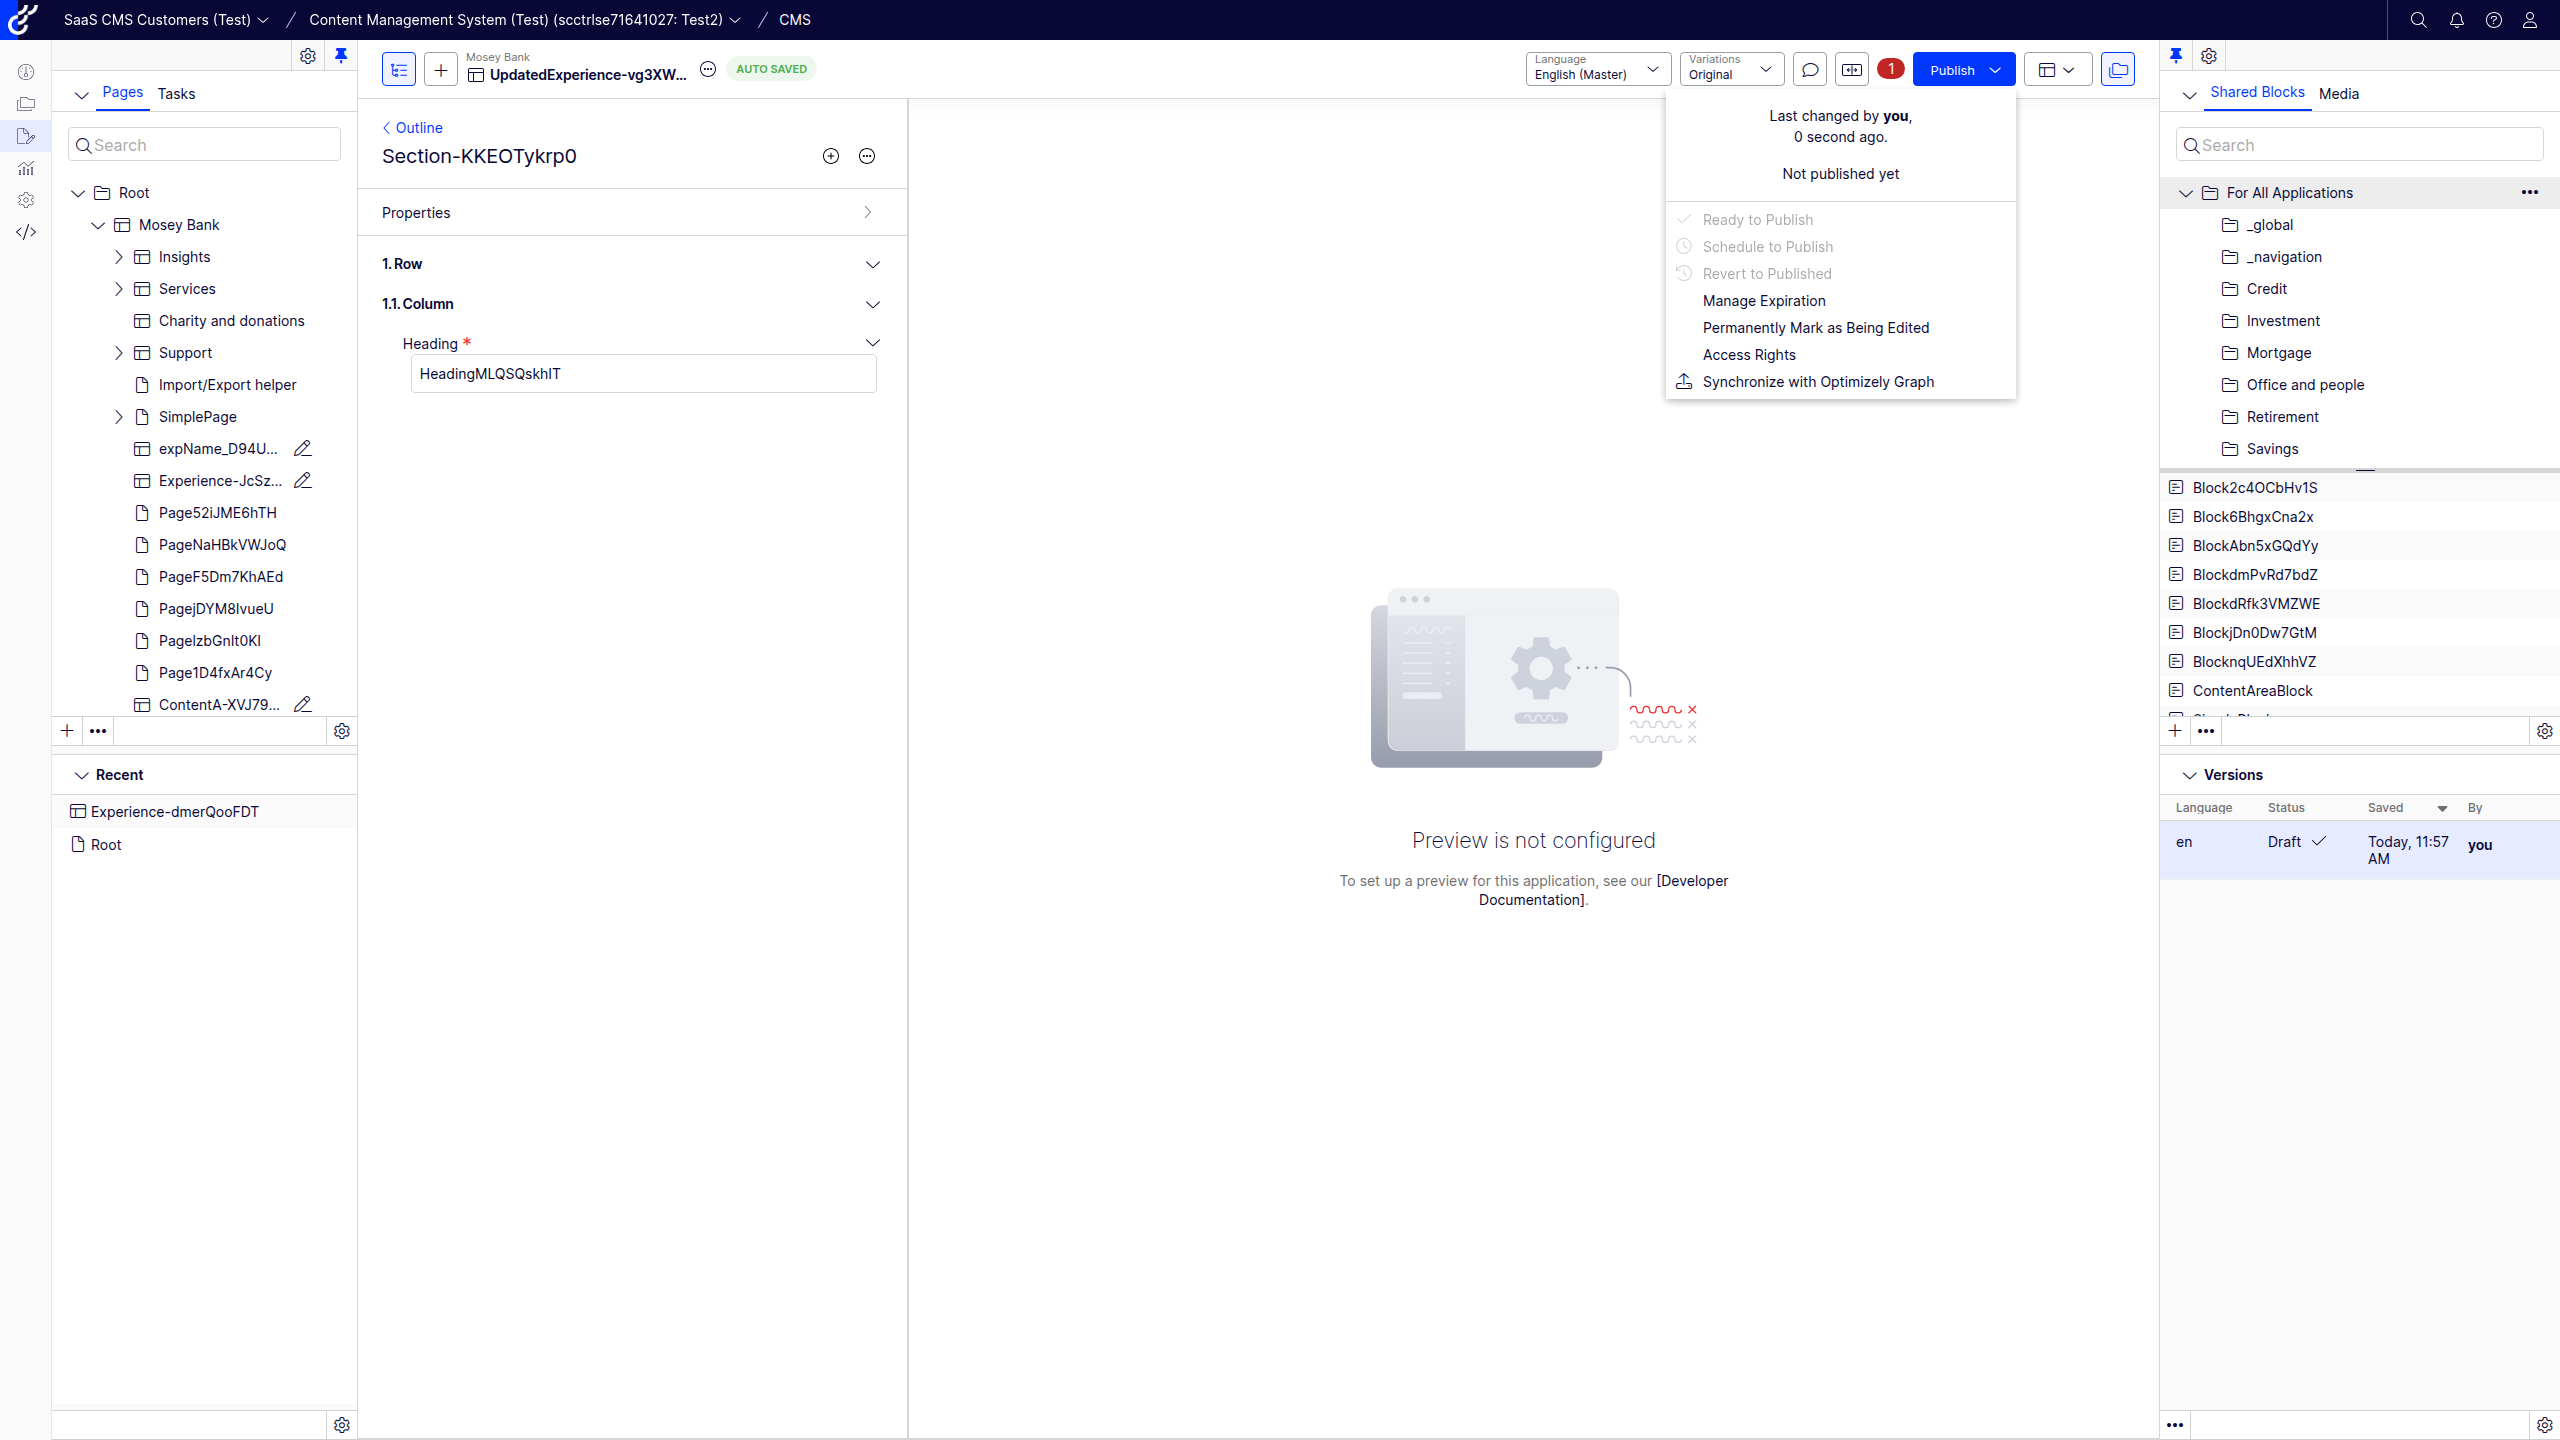 SaaS CMS Customers (Test) / Content Management System (Test) (scctrlse71641027: Test2) / CMS
Pages
Tasks
Search
Root
Mosey Bank
Insights
Services
Charity and donations
Support
Import/Export helper
SimplePage
expName_D94U...
Experience-JcSz...
Page52iJME6hTH
PageNaHBkVWJoQ
PageF5Dm7KhAEd
ContentA-XVJ79...
Page1D4fxAr4Cy
Recent
Experience-dmerQooFDT
Root
Mosey Bank
UpdatedExperience-vg3XW...
AUTO SAVED
Language
English (Master)
Variations
Original
1
Publish
Outline
Section-KKEOTykrp0
Properties
1. Row
1.1. Column
Heading *
HeadingMLQSQskhIT
Last changed by you,
0 second ago.
Not published yet
Ready to Publish
Schedule to Publish
Revert to Published
Manage Expiration
Permanently Mark as Being Edited
Access Rights
Synchronize with Optimizely Graph
Preview is not configured
To set up a preview for this application, see our [Developer
Documentation].
Shared Blocks
Media
Search
For All Applications
_global
_navigation
Credit
Investment
Mortgage
Office and people
Retirement
Savings
Block2c4OCbHv1S
Block6BhgxCna2x
BlockAbn5xGQdYy
BlockdmPvRd7bdZ
BlockdRfk3VMZWE
BlockjDn0Dw7GtM
BlocknqUEdXhhVZ
ContentAreaBlock
Versions
Language Status Saved By
en Draft Today, 11:57 you
AM